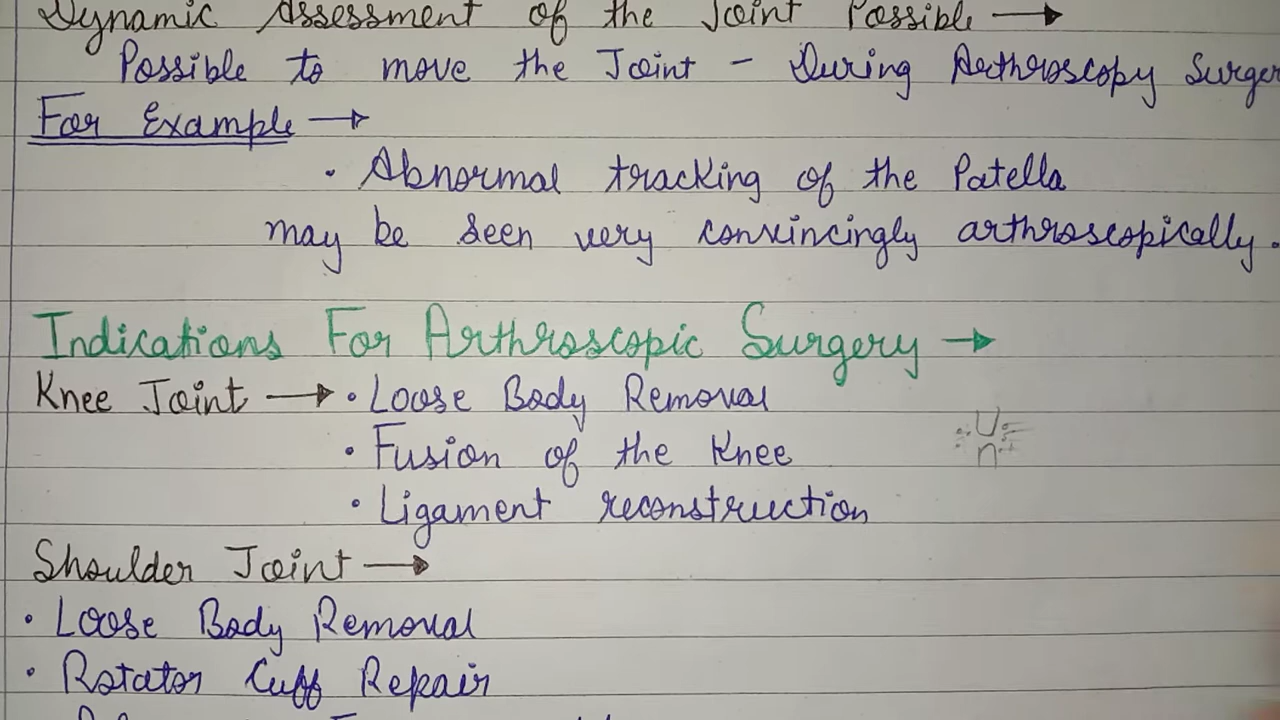 Dynamic Assessment of the Joint Possible →
Possible to move the Joint - During Arthroscopy Surger
For Example →
• Abnormal tracking of the Patella
may be seen very convincingly arthroscopically.
Indications For Arthroscopic Surgery →
Knee Joint → • Loose Body Removal
• Fusion of the Knee
• Ligament reconstruction
Shoulder Joint →
• Loose Body Removal
• Rotator Cuff Repair